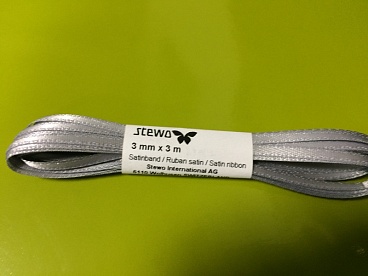 stewo
3 mm x 3 m
Satinband / Ruban satin / Satin ribbon
Stewo International AG